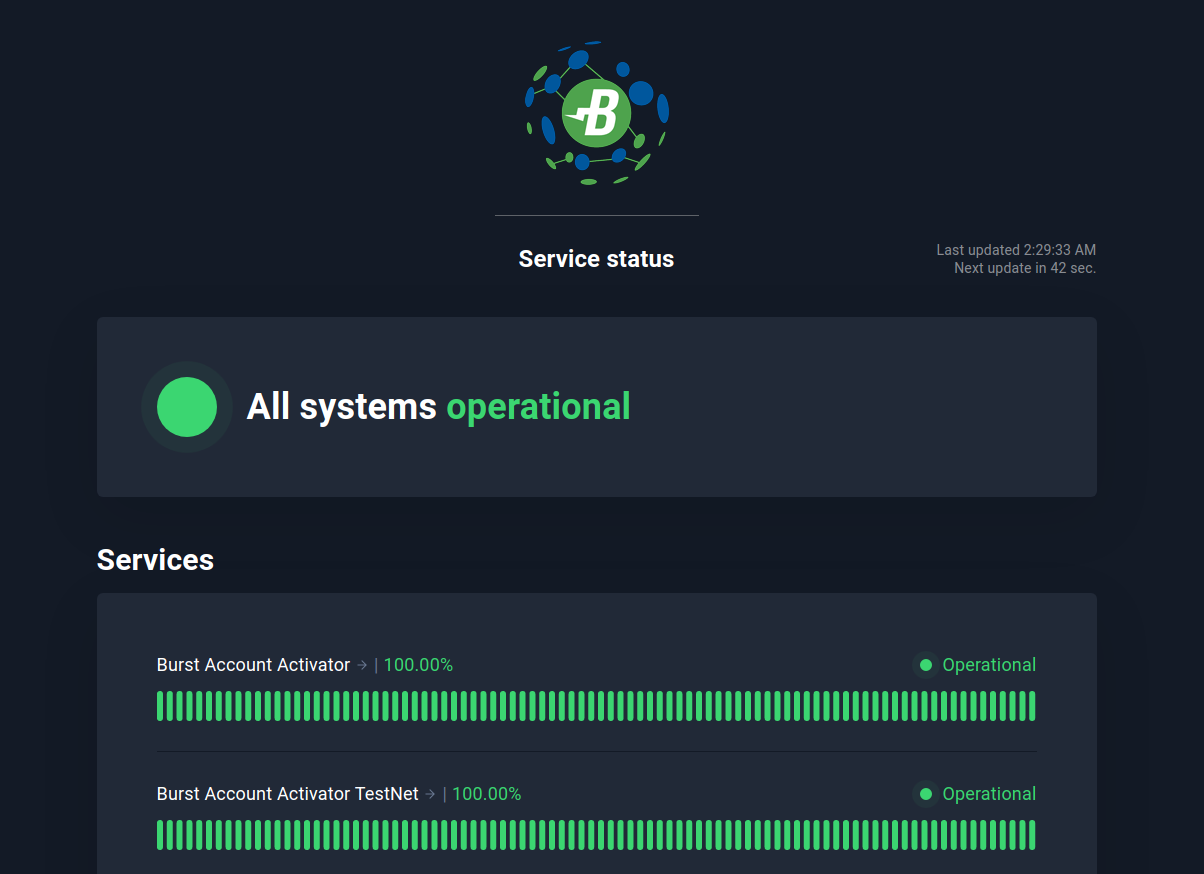 B
Service status
Last updated 2:29:33 AM
Next update in 42 sec.
All systems operational
Services
Burst Account Activator → | 100.00%
Operational
Burst Account Activator TestNet → | 100.00%
Operational